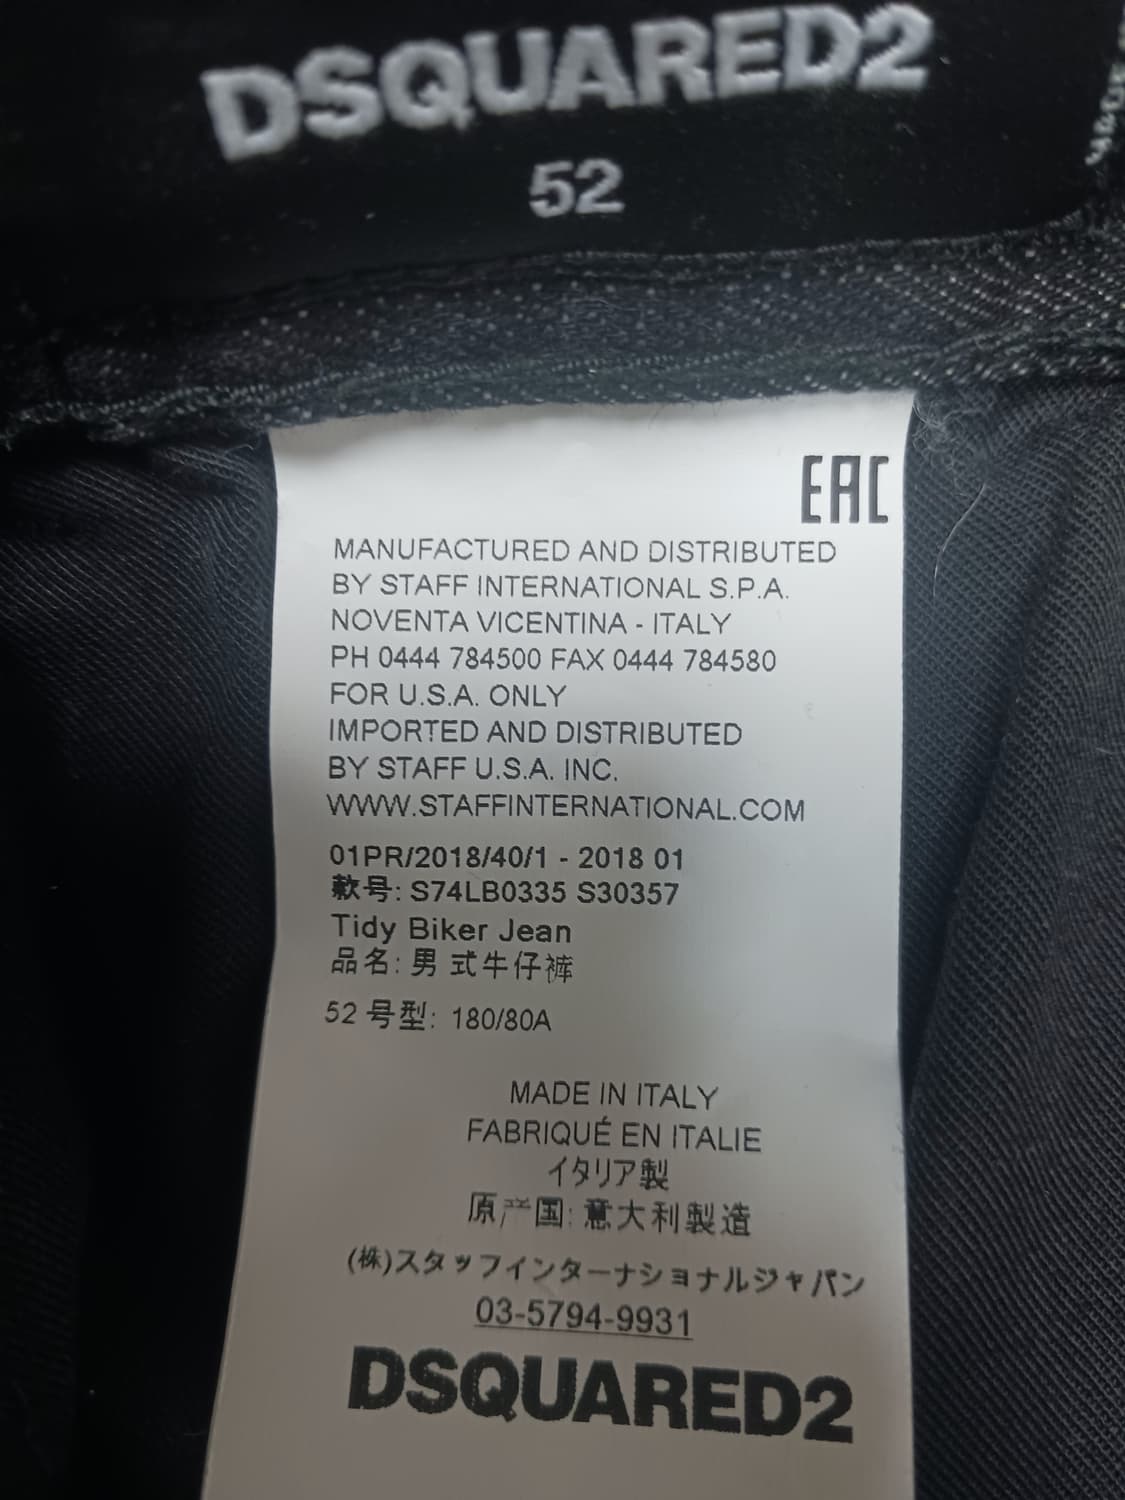 DSQUARED2
52
EAC
MANUFACTURED AND DISTRIBUTED
BY STAFF INTERNATIONAL S.P.A.
NOVENTA VICENTINA - ITALY
PH 0444 784500 FAX 0444 784580
FOR U.S.A. ONLY
IMPORTED AND DISTRIBUTED
BY STAFF U.S.A. INC.
WWW.STAFFINTERNATIONAL.COM
01PR/2018/40/1 - 2018 01
款号: S74LB0335 S30357
Tidy Biker Jean
品名: 男 式牛仔裤
52 号型: 180/80A
MADE IN ITALY
FABRIQUÉ EN ITALIE
イタリア製
原产国: 意大利製造
(株)スタッフインターナショナルジャパン
03-5794-9931
DSQUARED2